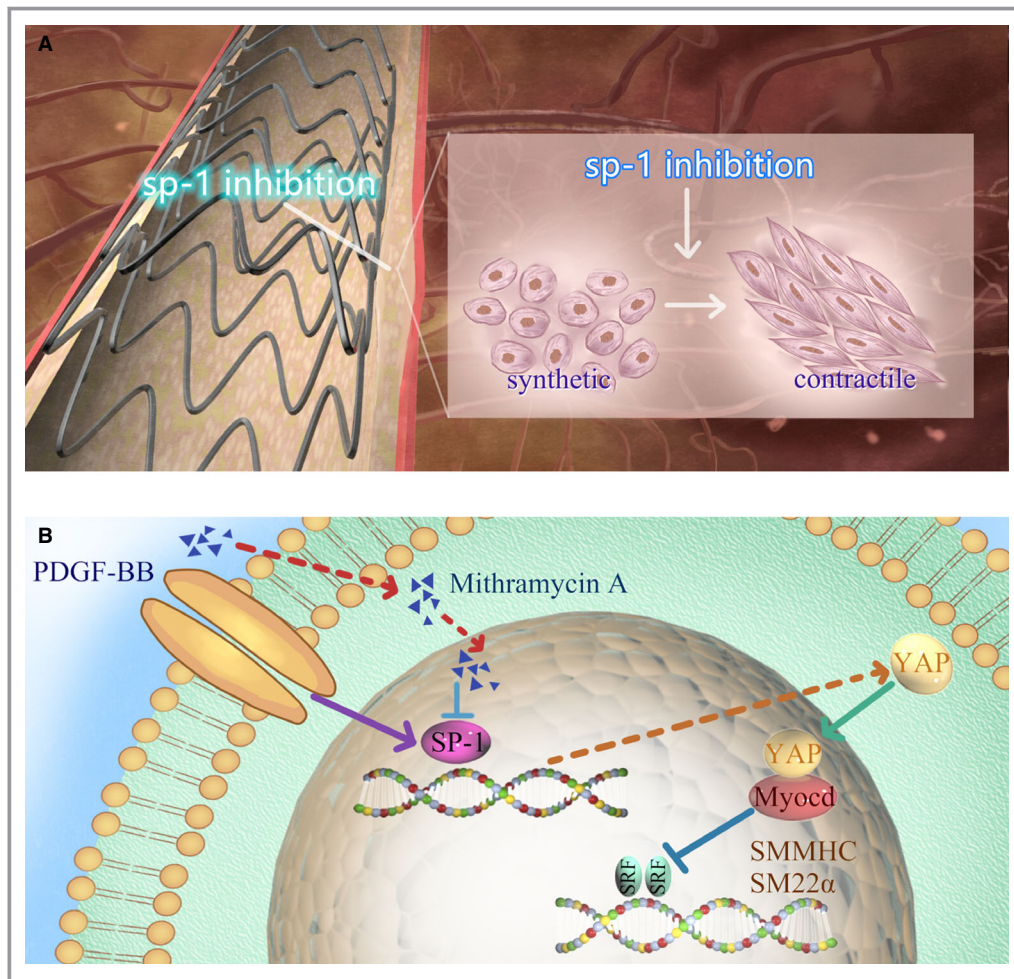 A
sp-1 inhibition
sp-1 inhibition
synthetic
contractile
B
PDGF-BB
Mithramycin A
YAP
SP-1
YAP
Myocd
SMMHC
SM22α
SRF
SRF